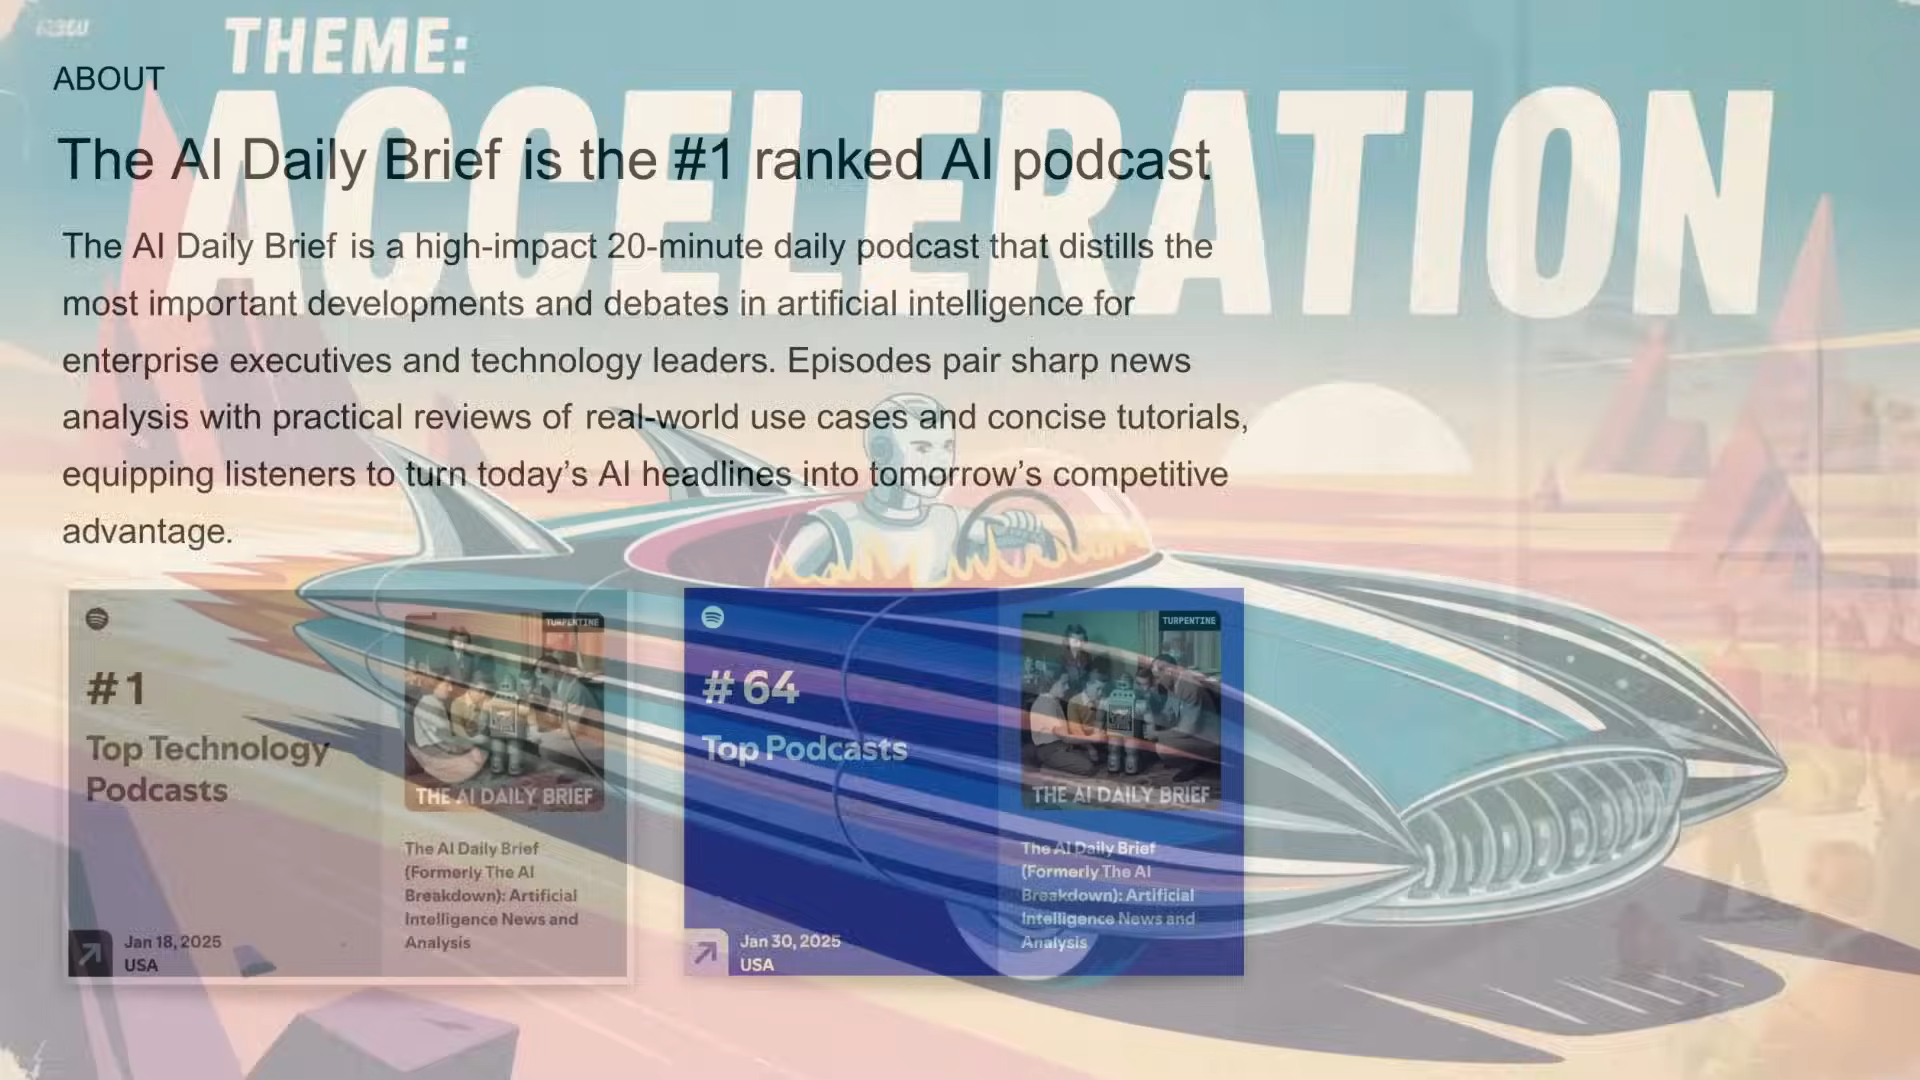 THEME:
ACCELERATION
ABOUT
The AI Daily Brief is the #1 ranked AI podcast
The AI Daily Brief is a high-impact 20-minute daily podcast that distills the
most important developments and debates in artificial intelligence for
enterprise executives and technology leaders. Episodes pair sharp news
analysis with practical reviews of real-world use cases and concise tutorials,
equipping listeners to turn today’s AI headlines into tomorrow’s competitive
advantage.
#1
Top Technology
Podcasts
Jan 18, 2025
USA
TURPENTINE
THE AI DAILY BRIEF
The AI Daily Brief
(Formerly The AI
Breakdown): Artificial
Intelligence News and
Analysis
#64
Top Podcasts
Jan 30, 2025
USA
TURPENTINE
THE AI DAILY BRIEF
The AI Daily Brief
(Formerly The AI
Breakdown): Artificial
Intelligence News and
Analysis